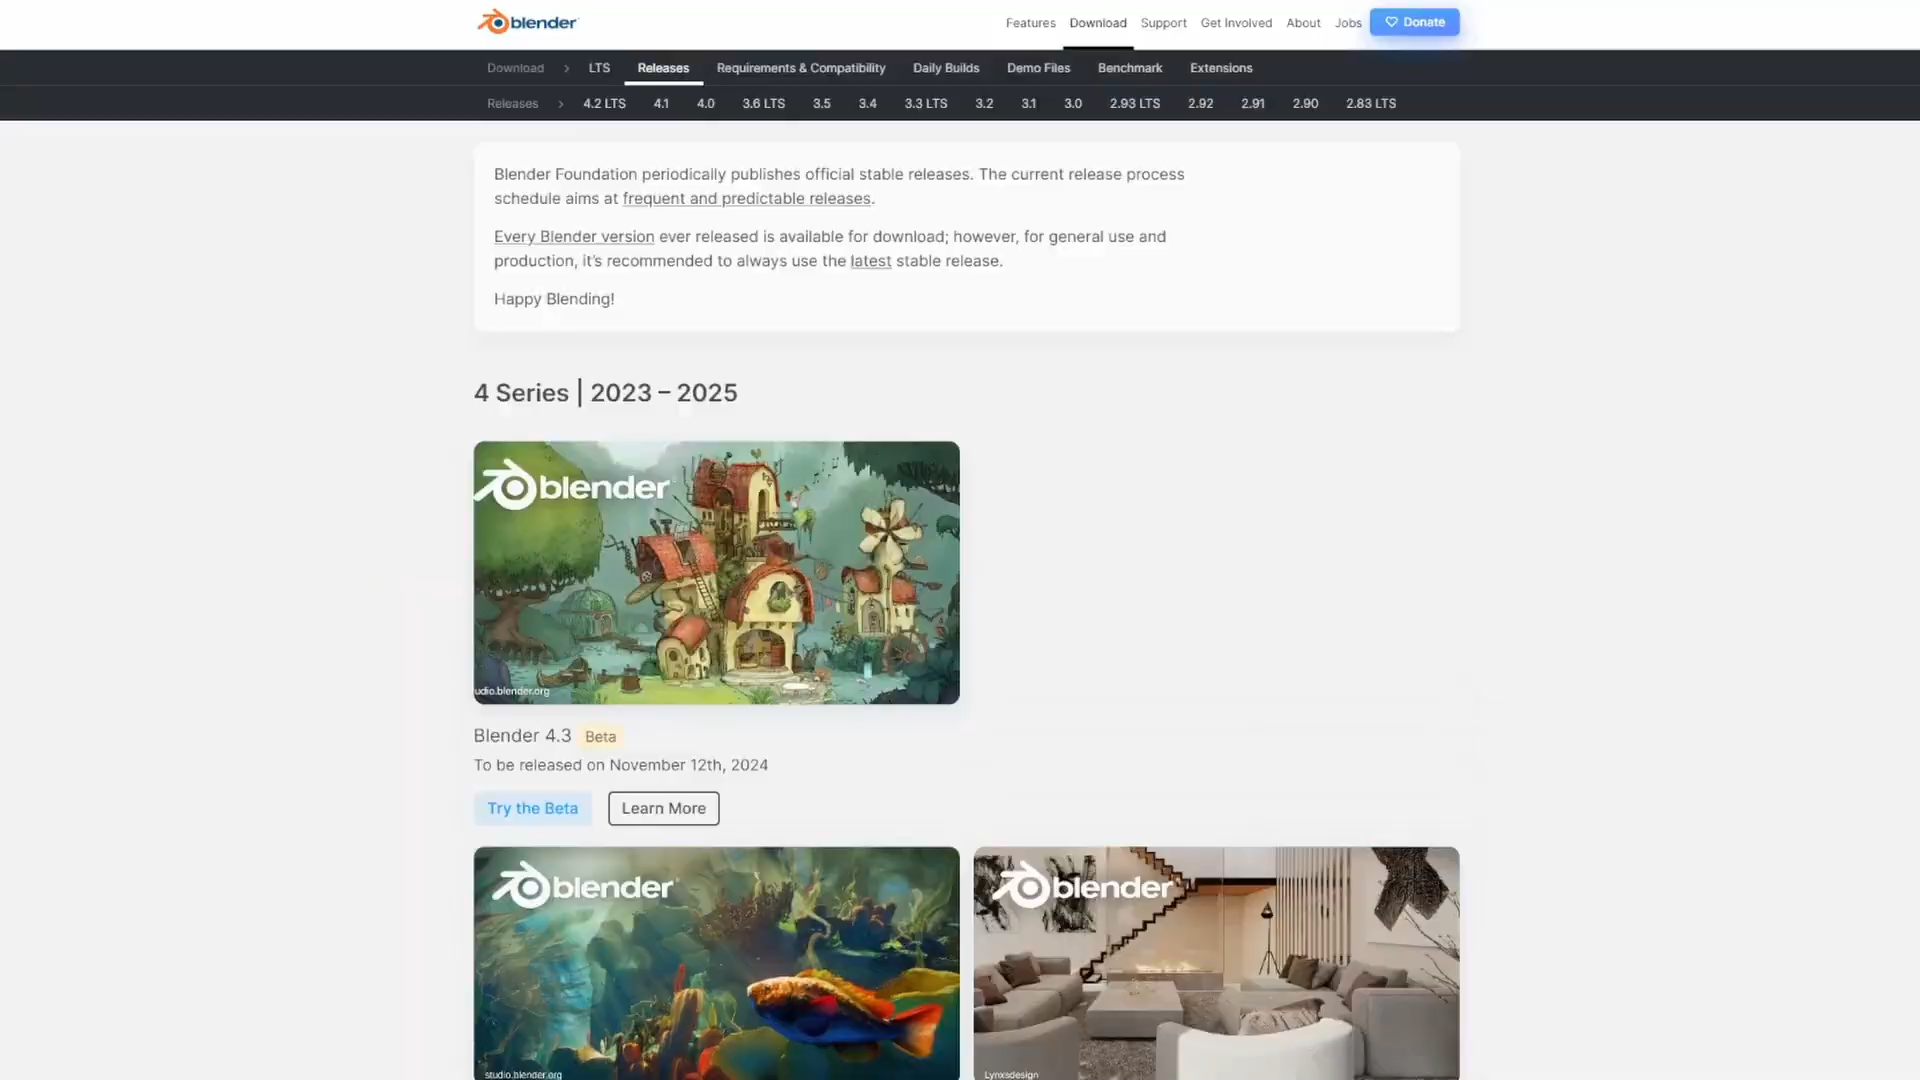 blender
Features Download Support Get Involved About Jobs Donate
Download > LTS Releases Requirements & Compatibility Daily Builds Demo Files Benchmark Extensions
Releases > 4.2 LTS 4.1 4.0 3.6 LTS 3.5 3.4 3.3 LTS 3.2 3.1 3.0 2.93 LTS 2.92 2.91 2.90 2.83 LTS
Blender Foundation periodically publishes official stable releases. The current release process
schedule aims at frequent and predictable releases.
Every Blender version ever released is available for download; however, for general use and
production, it's recommended to always use the latest stable release.
Happy Blending!
4 Series | 2023 – 2025
blender
udio.blender.org
Blender 4.3 Beta
To be released on November 12th, 2024
Try the Beta Learn More
blender
studio.blender.org
blender
Lynxsdesign